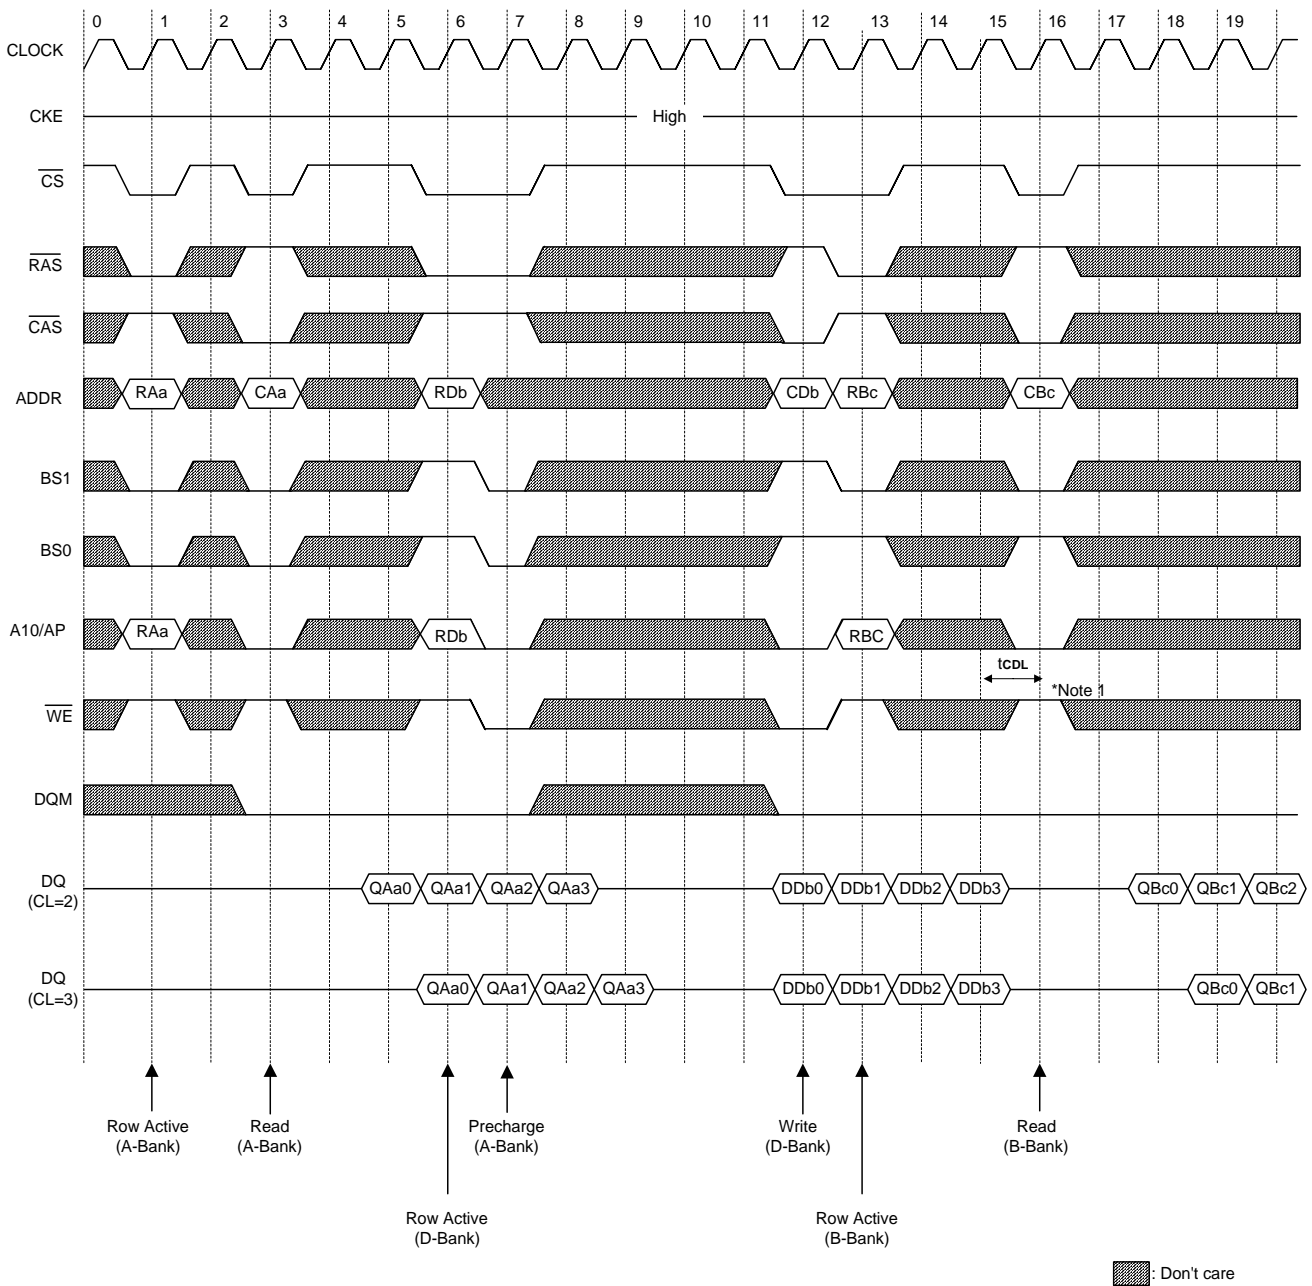 0 1 2 3 4 5 6 7 8 9 10 11 12 13 14 15 16 17 18 19
CLOCK
CKE High
CS
RAS
CAS
ADDR RAa CAa RDb CDb RBc CBc
BS1
BS0
A10/AP RAa RDb RBC
tCDL
*Note 1
WE
DQM
DQ
(CL=2)
QAa0 QAa1 QAa2 QAa3 DDb0 DDb1 DDb2 DDb3 QBc0 QBc1 QBc2
DQ
(CL=3)
QAa0 QAa1 QAa2 QAa3 DDb0 DDb1 DDb2 DDb3 QBc0 QBc1
Row Active
(A-Bank)
Read
(A-Bank)
Precharge
(A-Bank)
Write
(D-Bank)
Read
(B-Bank)
Row Active
(D-Bank)
Row Active
(B-Bank)
: Don't care